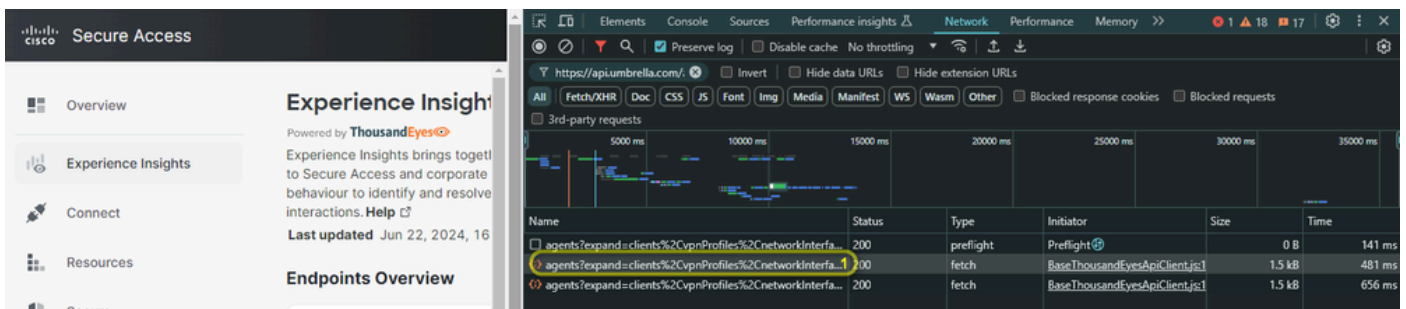 CISCO Secure Access
Overview
Experience Insights
Connect
Resources
Experience Insigh
Powered by ThousandEyes
Experience Insights brings togetl
to Secure Access and corporate
behaviour to identify and resolve
interactions. Help
Last updated Jun 22, 2024, 16
Endpoints Overview
Elements Console Sources Performance insights Network Performance Memory 1 18 17
Preserve log Disable cache No throttling
https://api.umbrella.com/. Invert Hide data URLs Hide extension URLs
All Fetch/XHR Doc CSS JS Font Img Media Manifest WS Wasm Other Blocked response cookies Blocked requests
3rd-party requests
5000 ms 10000 ms 15000 ms 20000 ms 25000 ms 30000 ms 35000 ms
Name Status Type Initiator Size Time
agents?expand=clients%2CvpnProfiles%2CnetworkInterfa... 200 preflight Preflight 0 B 141 ms
agents?expand=clients%2CvpnProfiles%2CnetworkInterfa... 1 200 fetch BaseThousandEyesApiClient.js:1 1.5 kB 481 ms
agents?expand=clients%2CvpnProfiles%2CnetworkInterfa... 200 fetch BaseThousandEyesApiClient.js:1 1.5 kB 656 ms